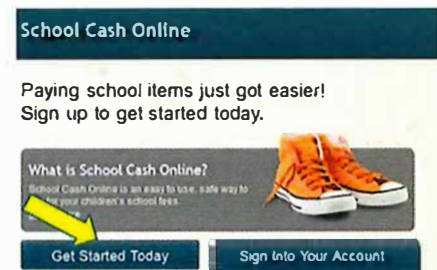 School Cash Online
Paying school items just got easier!
Sign up to get started today.
What is School Cash Online?
School Cash Online is an easy to use, safe way to
for your children's school fees.
Get Started Today
Sign Into Your Account